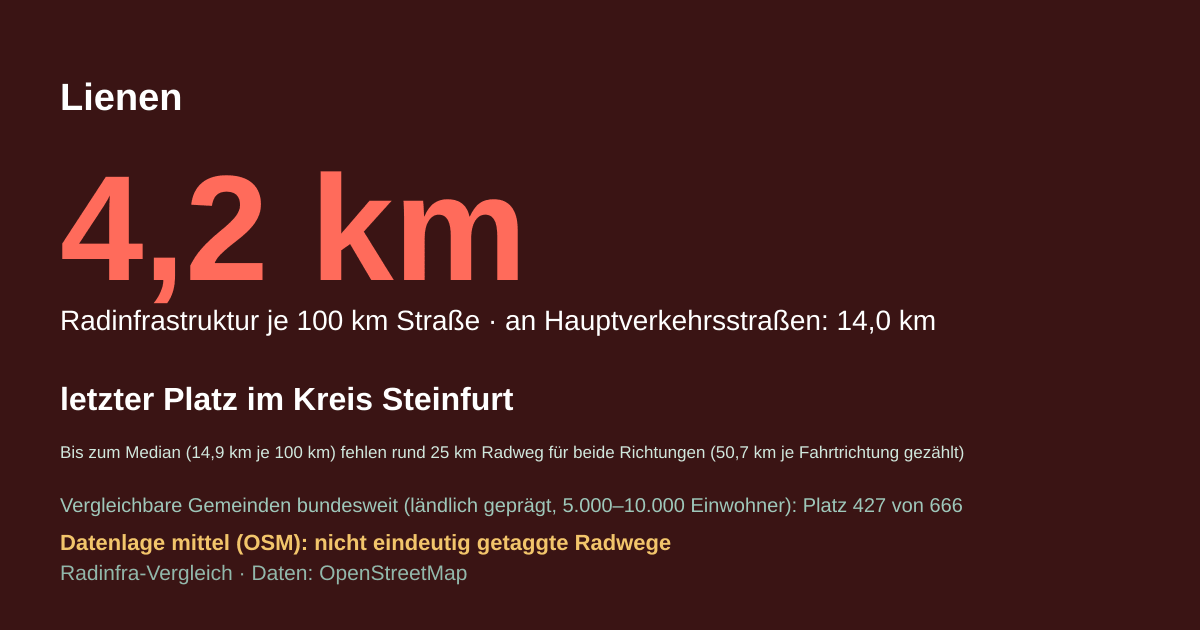 Lienen
4,2 km
Radinfrastruktur je 100 km Straße · an Hauptverkehrsstraßen: 14,0 km
letzter Platz im Kreis Steinfurt
Bis zum Median (14,9 km je 100 km) fehlen rund 25 km Radweg für beide Richtungen (50,7 km je Fahrtrichtung gezählt)
Vergleichbare Gemeinden bundesweit (ländlich geprägt, 5.000–10.000 Einwohner): Platz 427 von 666
Datenlage mittel (OSM): nicht eindeutig getaggte Radwege
Radinfra-Vergleich · Daten: OpenStreetMap